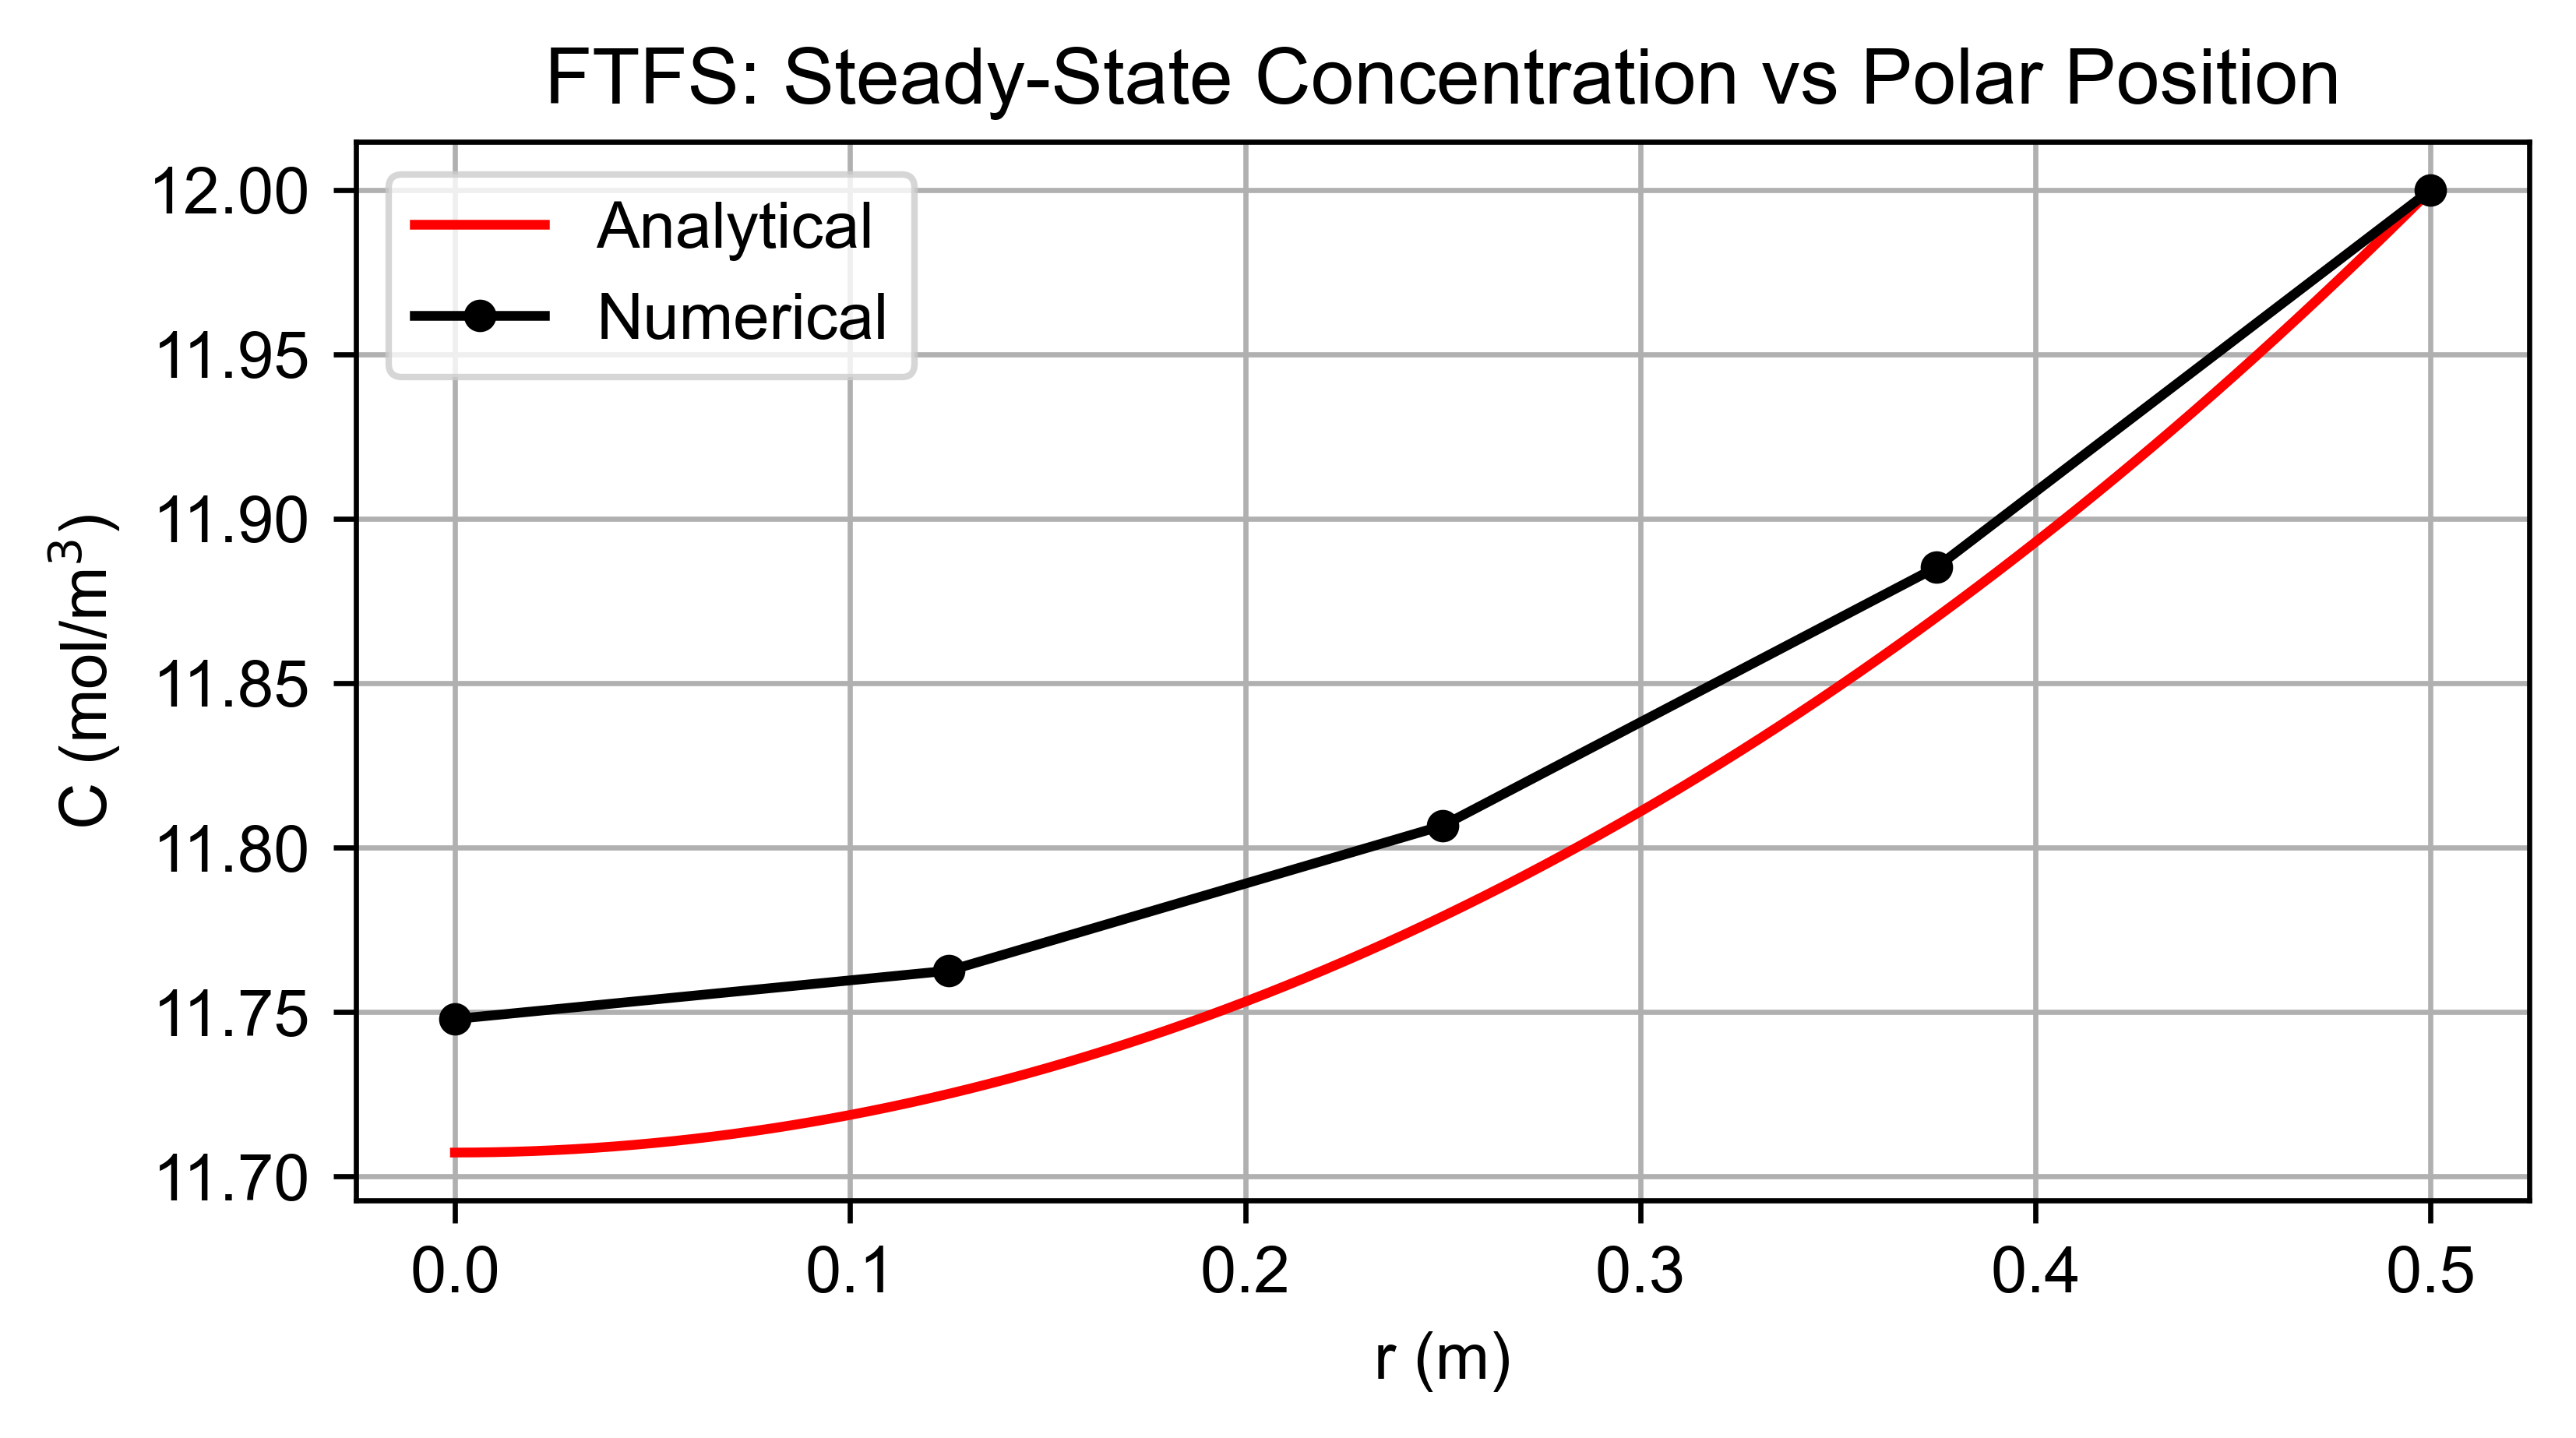 FTFS: Steady-State Concentration vs Polar Position
Analytical
Numerical
C (mol/m³)
12.00
11.95
11.90
11.85
11.80
11.75
11.70
0.0 0.1 0.2 0.3 0.4 0.5
r (m)